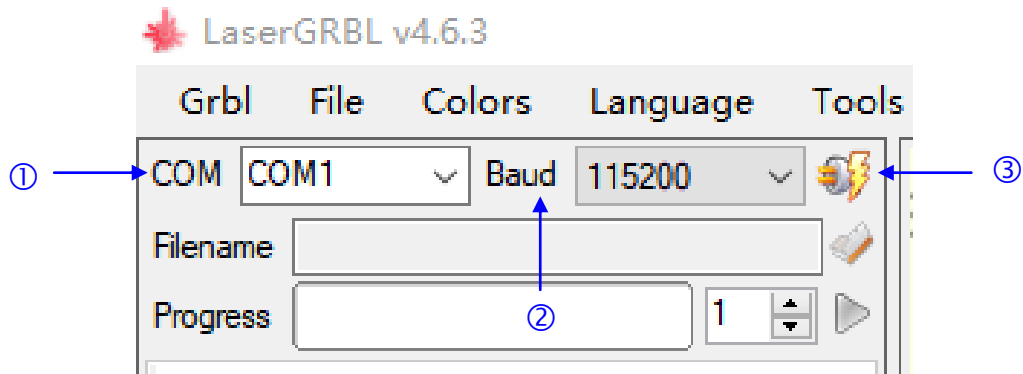 LaserGRBL v4.6.3
Grbl File Colors Language Tools
① COM COM1 Baud 115200 ③
Filename
Progress ② 1